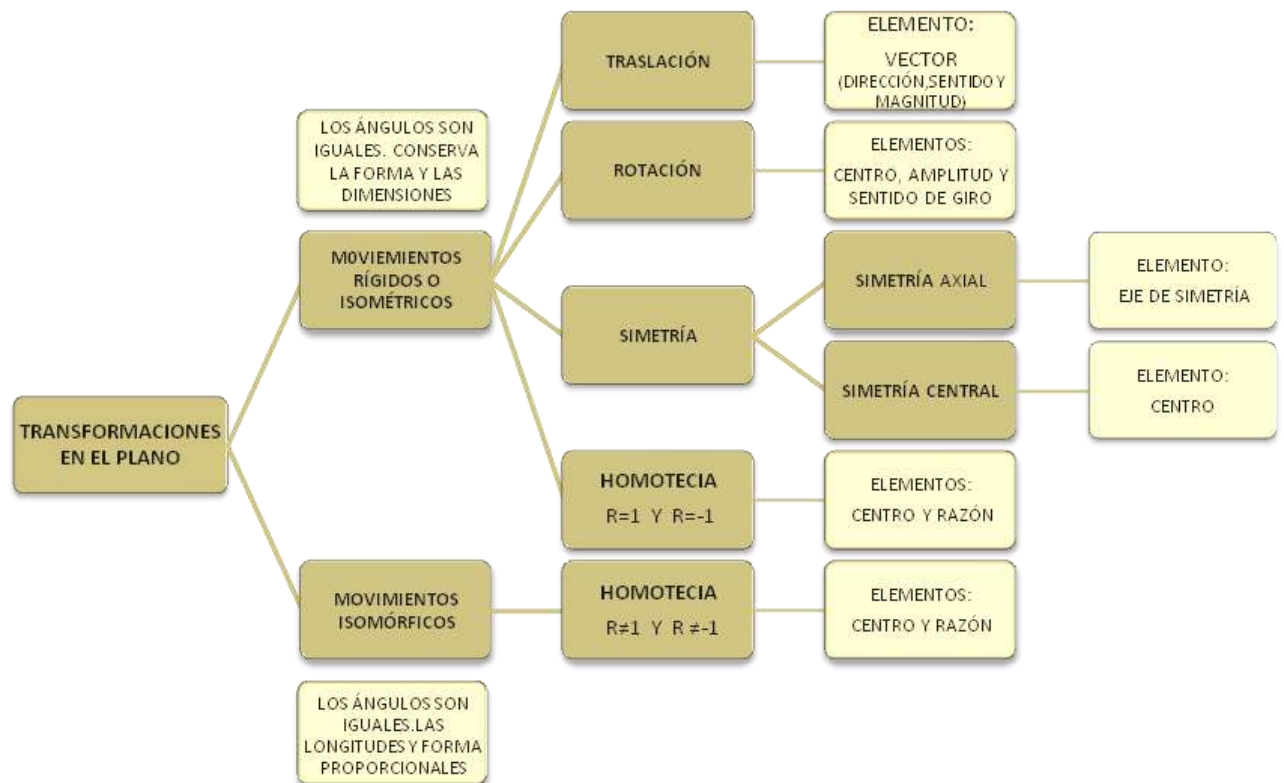 TRANSFORMACIONES
EN EL PLANO
LOS ÁNGULOS SON
IGUALES. CONSERVA
LA FORMA Y LAS
DIMENSIONES
M0VIEMIENTOS
RÍGIDOS O
ISOMÉTRICOS
TRASLACIÓN
ELEMENTO:
VECTOR
(DIRECCIÓN,SENTIDO Y
MAGNITUD)
ROTACIÓN
ELEMENTOS:
CENTRO, AMPLITUD Y
SENTIDO DE GIRO
SIMETRÍA
SIMETRÍA AXIAL
ELEMENTO:
EJE DE SIMETRÍA
SIMETRÍA CENTRAL
ELEMENTO:
CENTRO
HOMOTECIA
R=1 Y R=-1
ELEMENTOS:
CENTRO Y RAZÓN
MOVIMIENTOS
ISOMÓRFICOS
HOMOTECIA
R≠1 Y R ≠-1
ELEMENTOS:
CENTRO Y RAZÓN
LOS ÁNGULOS SON
IGUALES.LAS
LONGITUDES Y FORMA
PROPORCIONALES